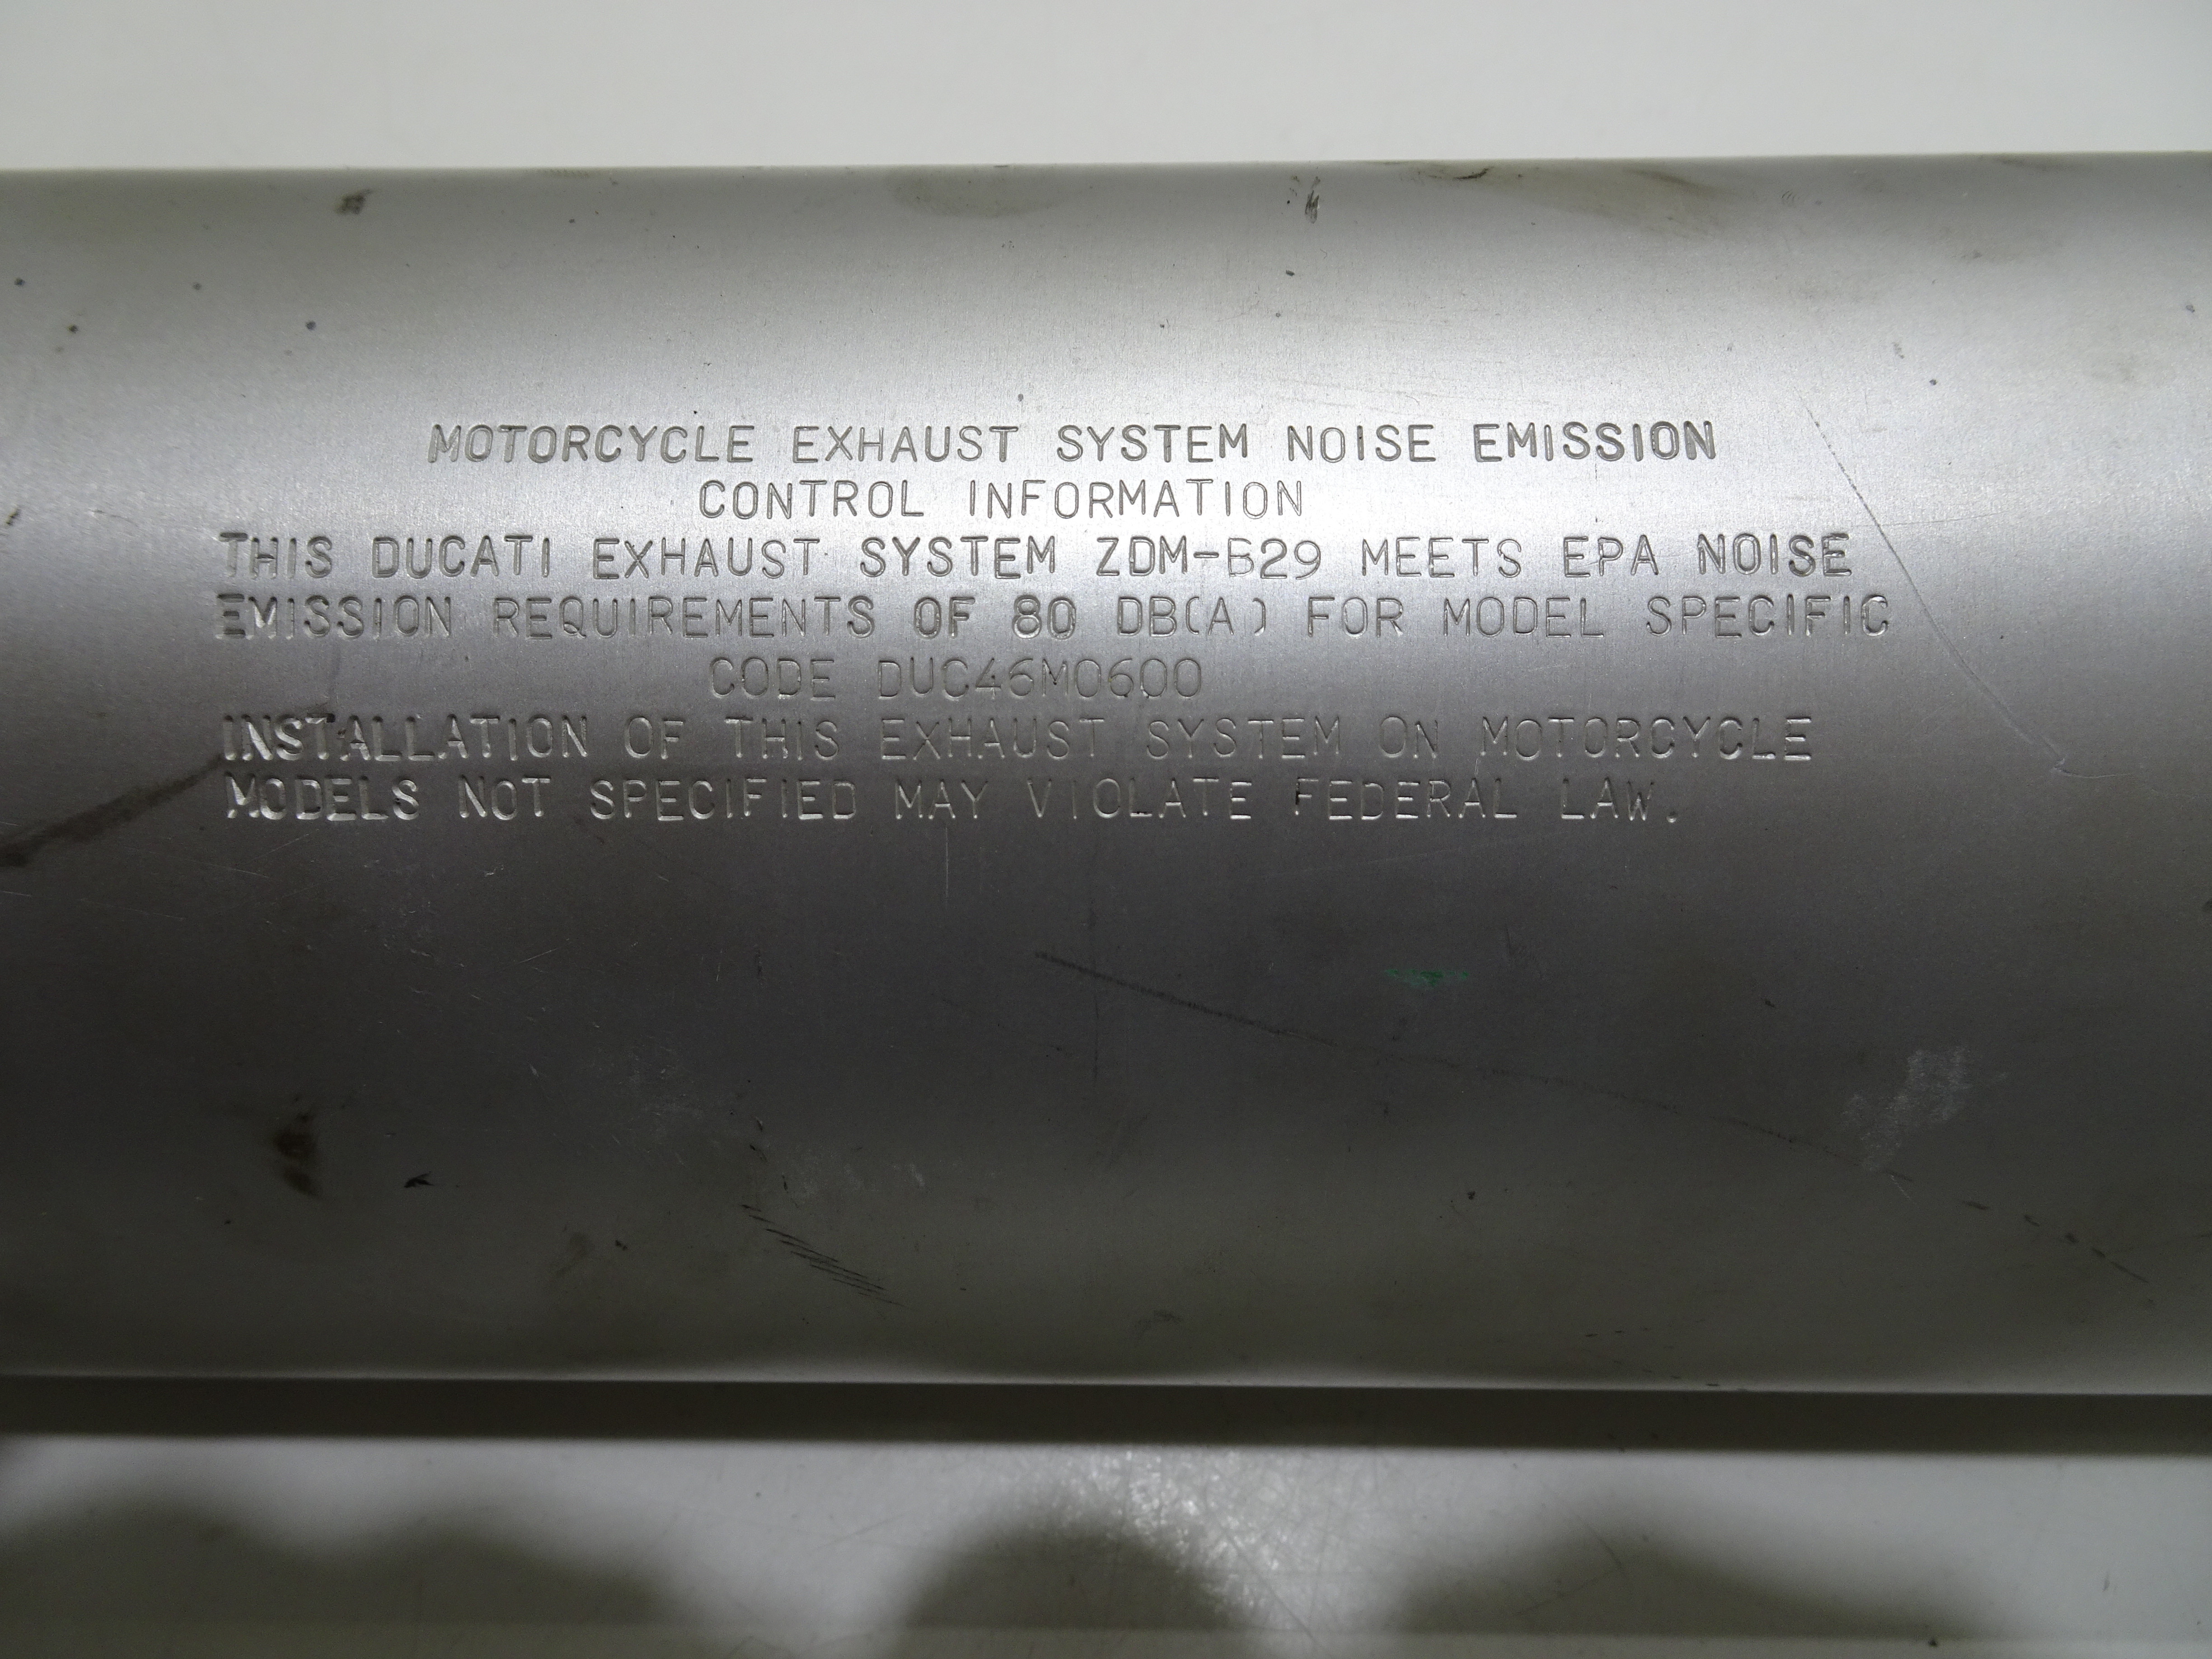 MOTORCYCLE EXHAUST SYSTEM NOISE EMISSION
CONTROL INFORMATION
THIS DUCATI EXHAUST SYSTEM ZDM-B29 MEETS EPA NOISE
EMISSION REQUIREMENTS OF 80 DB(A) FOR MODEL SPECIFIC
CODE DUC46M0600
INSTALLATION OF THIS EXHAUST SYSTEM ON MOTORCYCLE
MODELS NOT SPECIFIED MAY VIOLATE FEDERAL LAW.